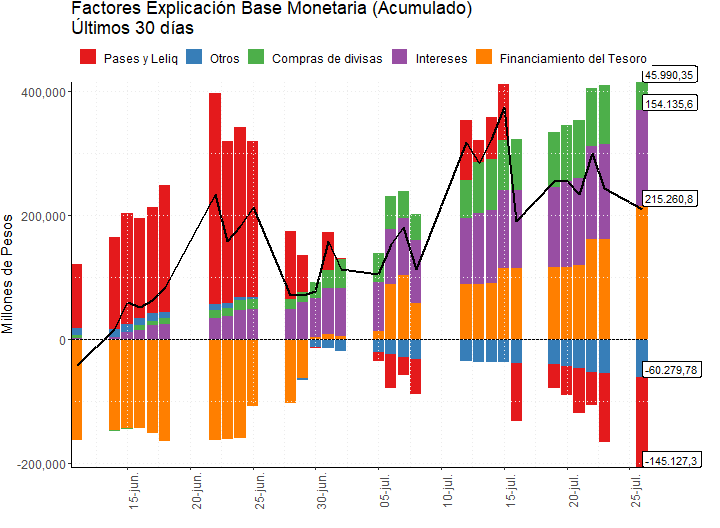 Factores Explicación Base Monetaria (Acumulado)
Últimos 30 días
Pases y Leliq
Otros
Compras de divisas
Intereses
Financiamiento del Tesoro
Millones de Pesos
400,000
200,000
0
-200,000
45.990,35
154.135,6
215.260,8
-60.279,78
-145.127,3
15-jun.
20-jun.
25-jun.
30-jun.
05-jul.
10-jul.
15-jul.
20-jul.
25-jul.